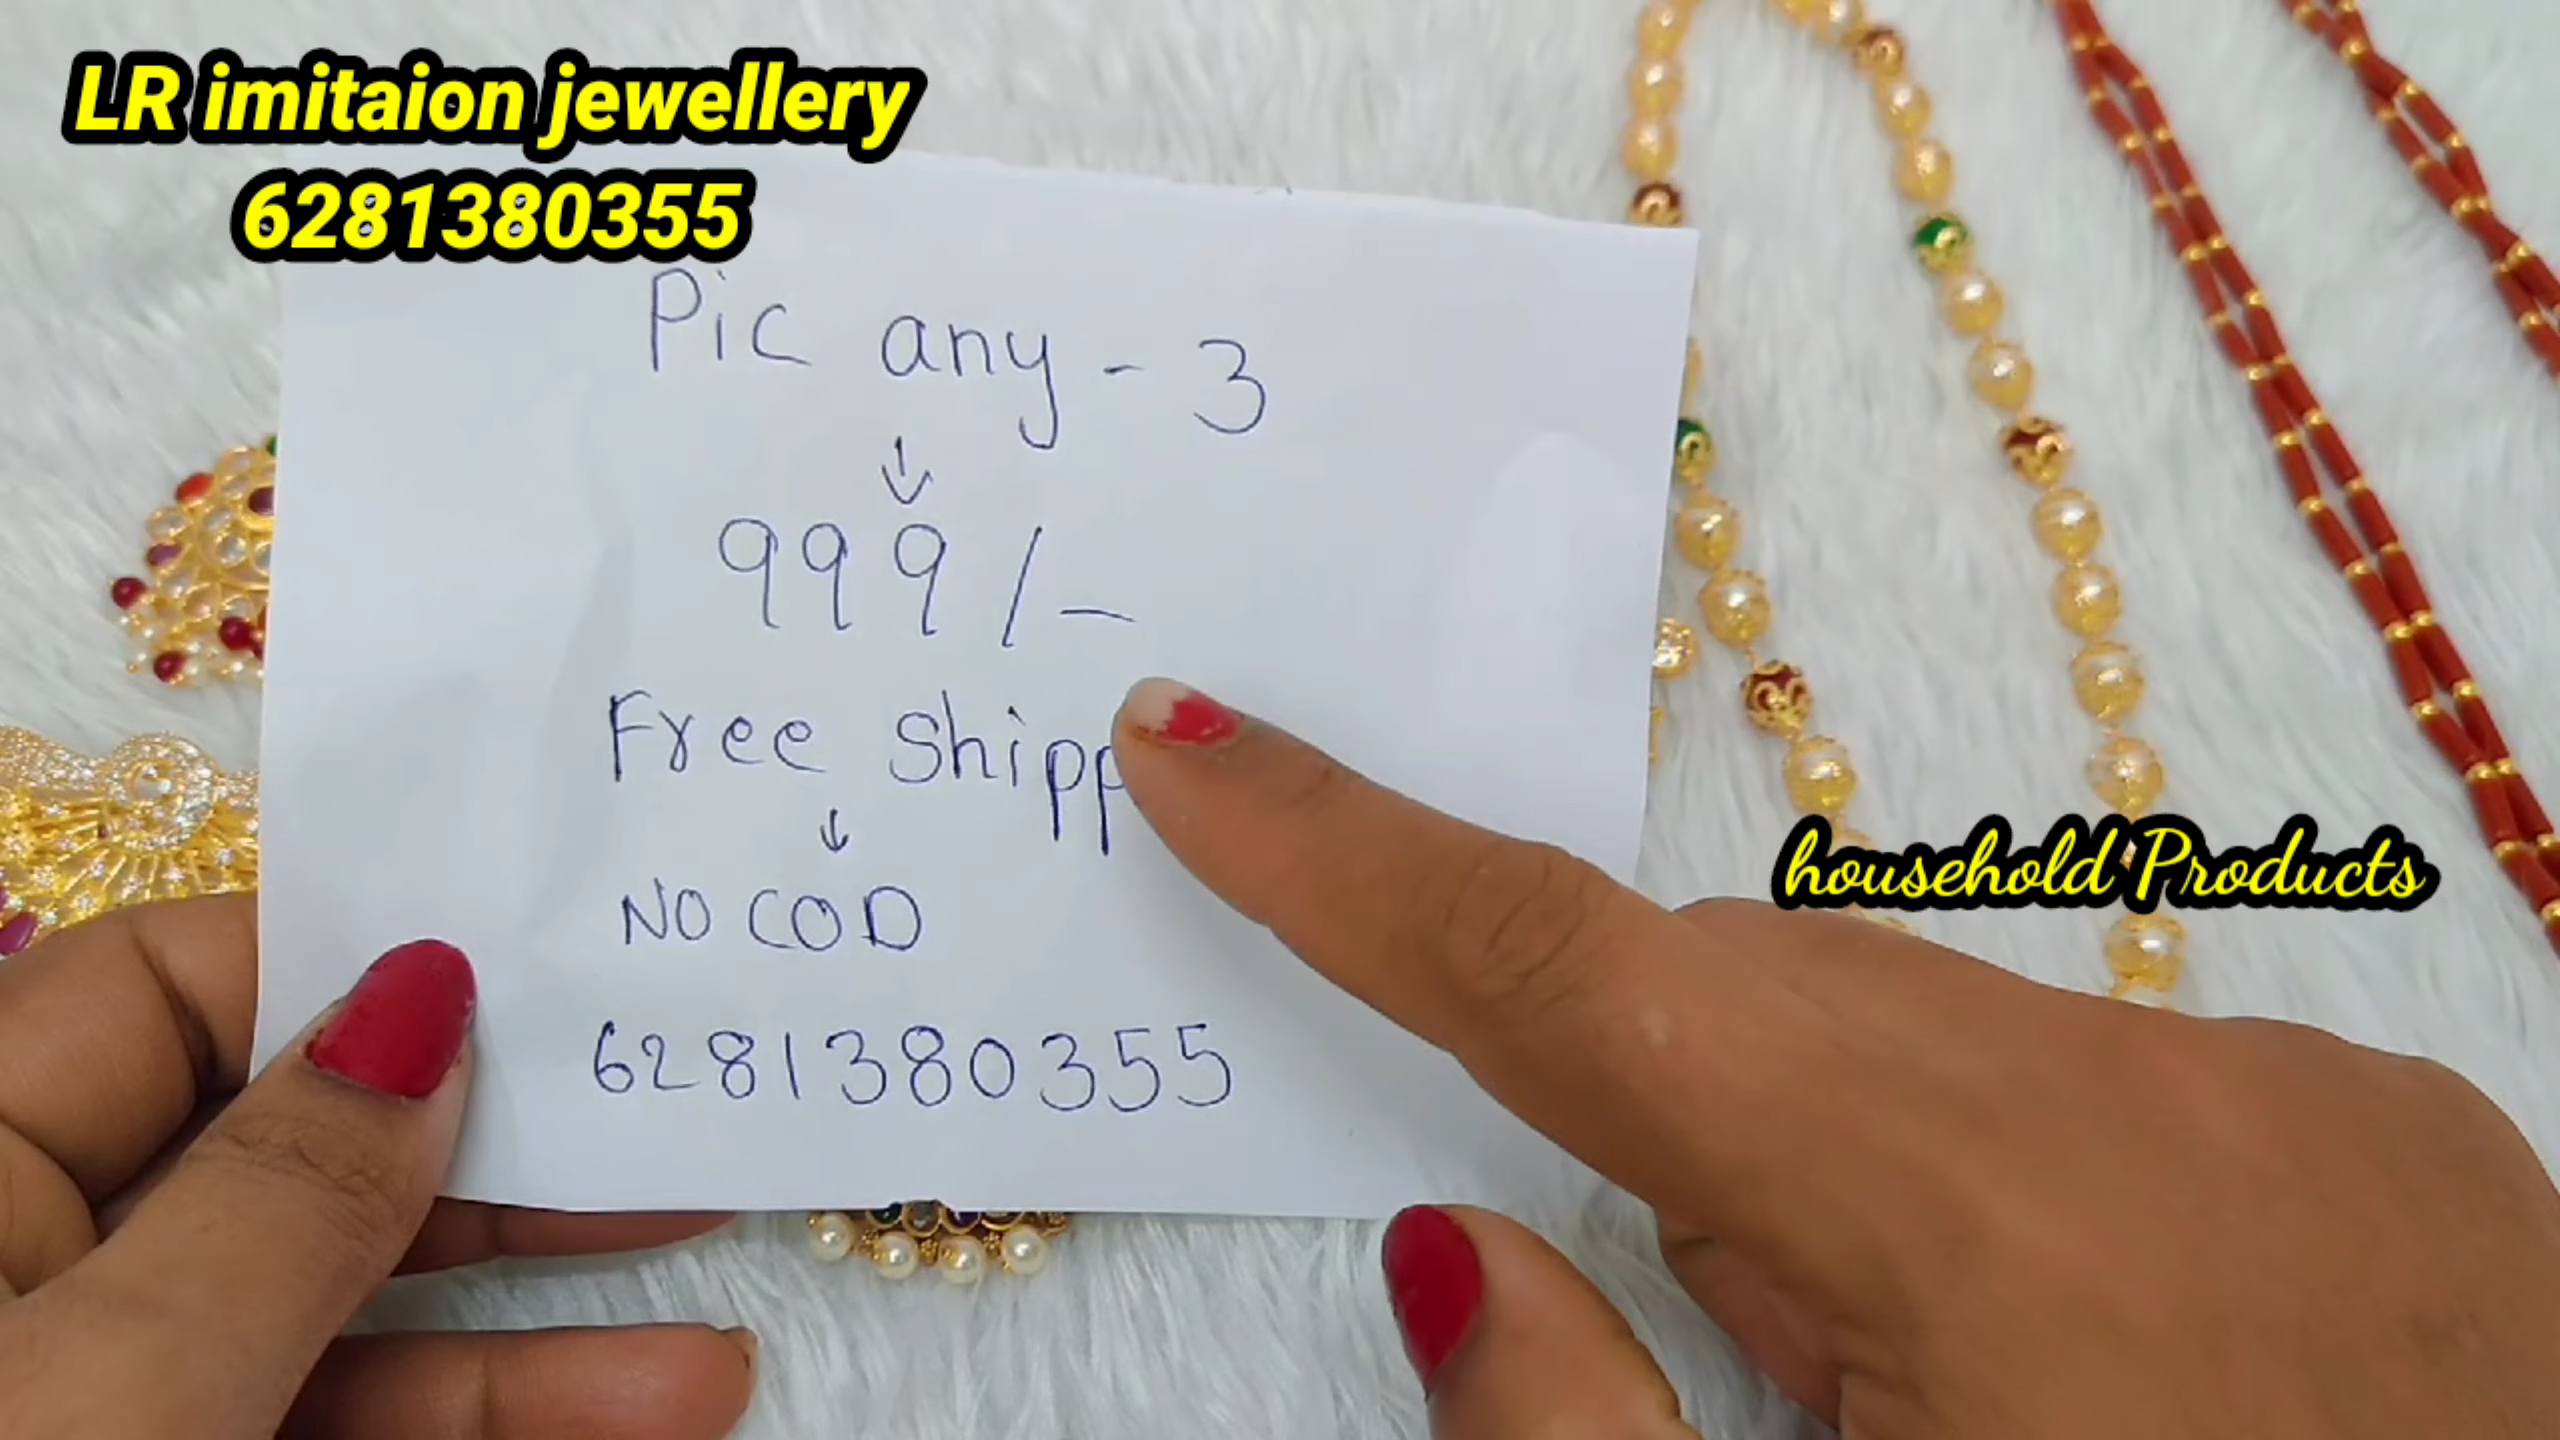 LR imitaion jewellery
6281380355
Pic any - 3
↓
999/-
Free Shipp
↓
NO COD
6281380355
household Products